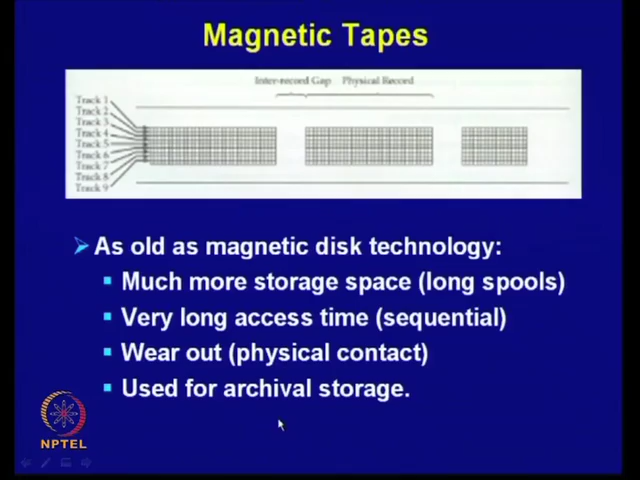 Magnetic Tapes
Inter-record Gap Physical Record
Track 1
Track 2
Track 3
Track 4
Track 5
Track 6
Track 7
Track 8
Track 9
As old as magnetic disk technology:
Much more storage space (long spools)
Very long access time (sequential)
Wear out (physical contact)
Used for archival storage.
NPTEL